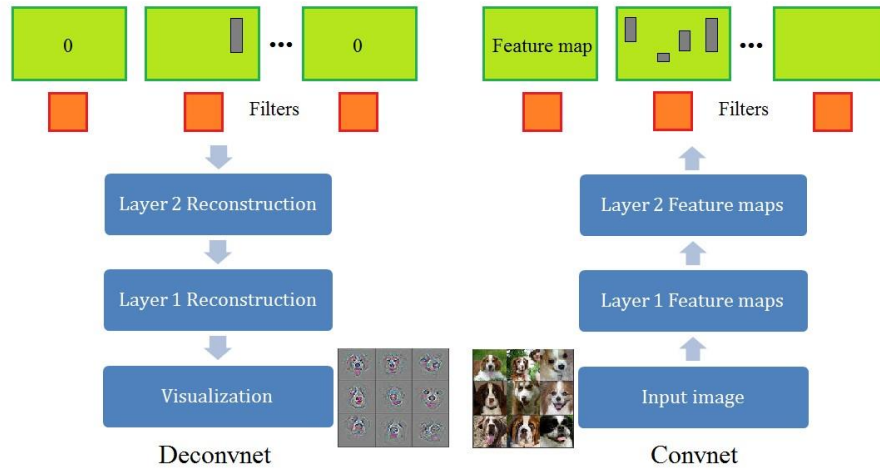 0
...
0
Filters
Layer 2 Reconstruction
Layer 1 Reconstruction
Visualization
Deconvnet
Feature map
...
Filters
Layer 2 Feature maps
Layer 1 Feature maps
Input image
Convnet